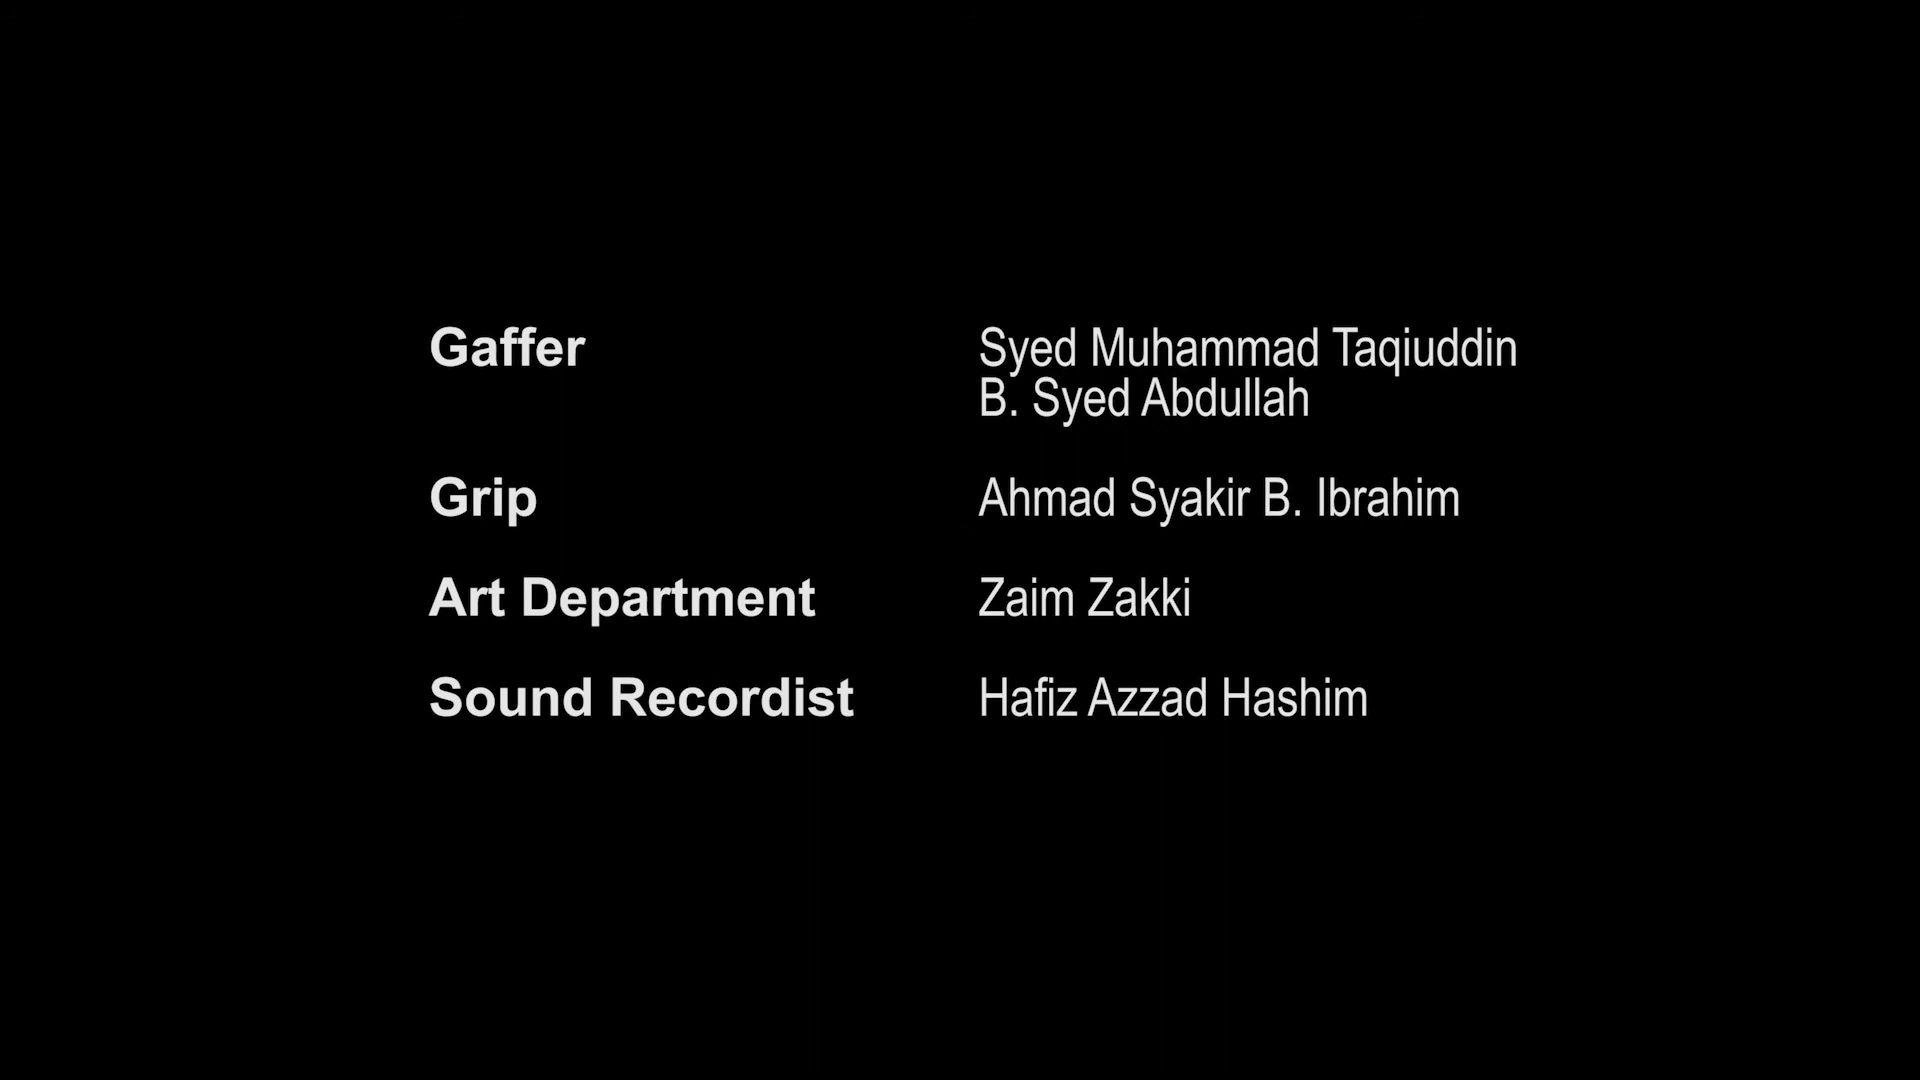 Gaffer Syed Muhammad Taqiuddin
B. Syed Abdullah
Grip Ahmad Syakir B. Ibrahim
Art Department Zaim Zakki
Sound Recordist Hafiz Azzad Hashim